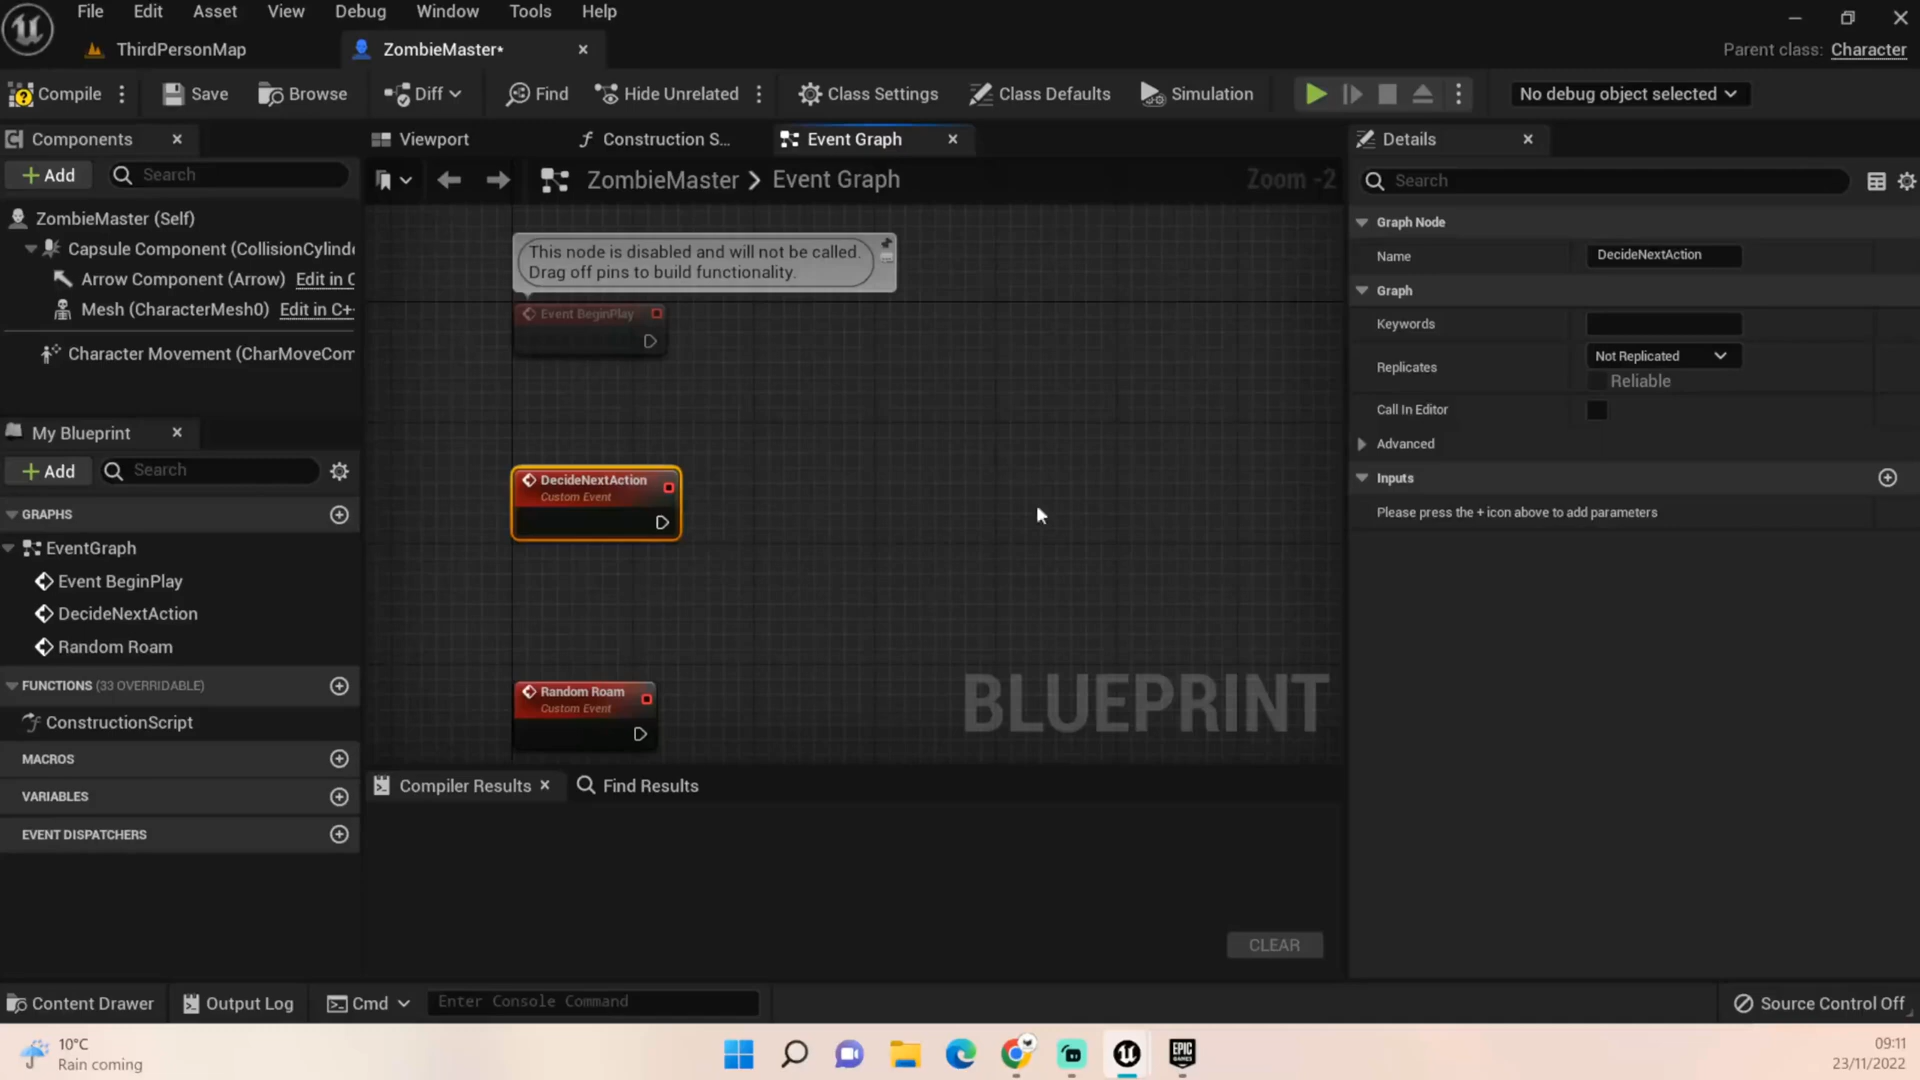 File Edit Asset View Debug Window Tools Help
ThirdPersonMap
ZombieMaster*
Parent class: Character
Compile Save Browse Diff Find Hide Unrelated Class Settings Class Defaults Simulation No debug object selected
Components
Add Search
ZombieMaster (Self)
Capsule Component (CollisionCylinde
Arrow Component (Arrow) Edit in C
Mesh (CharacterMesh0) Edit in C++
Character Movement (CharMoveCom
My Blueprint
Add Search
GRAPHS
EventGraph
Event BeginPlay
DecideNextAction
Random Roam
FUNCTIONS (33 OVERRIDABLE)
ConstructionScript
MACROS
VARIABLES
EVENT DISPATCHERS
Viewport Construction S... Event Graph
ZombieMaster > Event Graph Zoom -2
This node is disabled and will not be called.
Drag off pins to build functionality.
Event BeginPlay
DecideNextAction
Custom Event
Random Roam
Custom Event
BLUEPRINT
Compiler Results Find Results
CLEAR
Details
Search
Graph Node
Name DecideNextAction
Graph
Keywords
Replicates Not Replicated
Reliable
Call In Editor
Advanced
Inputs
Please press the + icon above to add parameters
Content Drawer Output Log Cmd Enter Console Command Source Control Off
10°C
Rain coming
EPIC
GAMES
09:11
23/11/2022